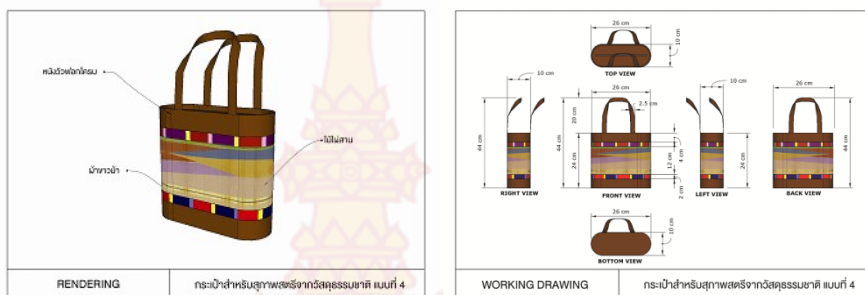 หนังวัวฟอกโครม
ไม้ไผ่สาน
ผ้าขาวม้า
RENDERING
กระเป๋าสำหรับสุภาพสตรีจากวัสดุธรรมชาติ แบบที่ 4
26 cm
10 cm
TOP VIEW
10 cm
26 cm
2.5 cm
10 cm
26 cm
44 cm
44 cm
20 cm
24 cm
4 cm
12 cm
2 cm
24 cm
44 cm
RIGHT VIEW
FRONT VIEW
LEFT VIEW
BACK VIEW
26 cm
10 cm
BOTTOM VIEW
WORKING DRAWING
กระเป๋าสำหรับสุภาพสตรีจากวัสดุธรรมชาติ แบบที่ 4